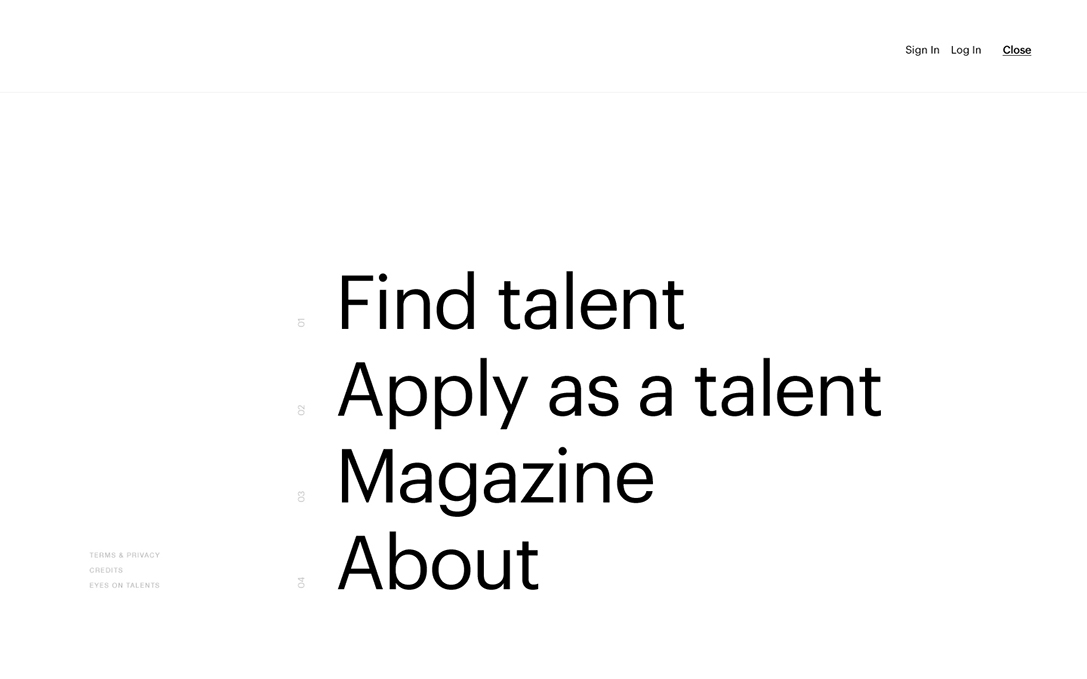 Sign In Log In Close
01 Find talent
02 Apply as a talent
03 Magazine
04 About
TERMS & PRIVACY
CREDITS
EYES ON TALENTS